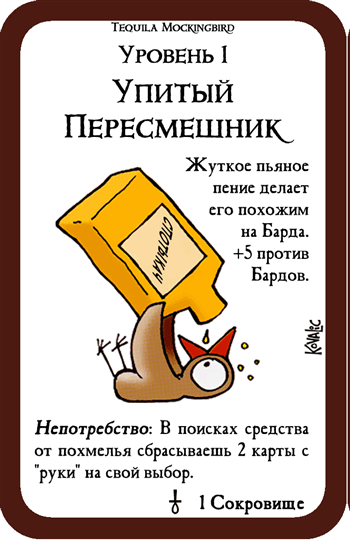 Tequila Mockingbird
Уровень 1
Упитый
Пересмешник
Жуткое пьяное
пение делает
его похожим
на Барда.
+5 против
Бардов.
Kovalic
Непотребство: В поисках средства
от похмелья сбрасываешь 2 карты с
"руки" на свой выбор.
1 Сокровище